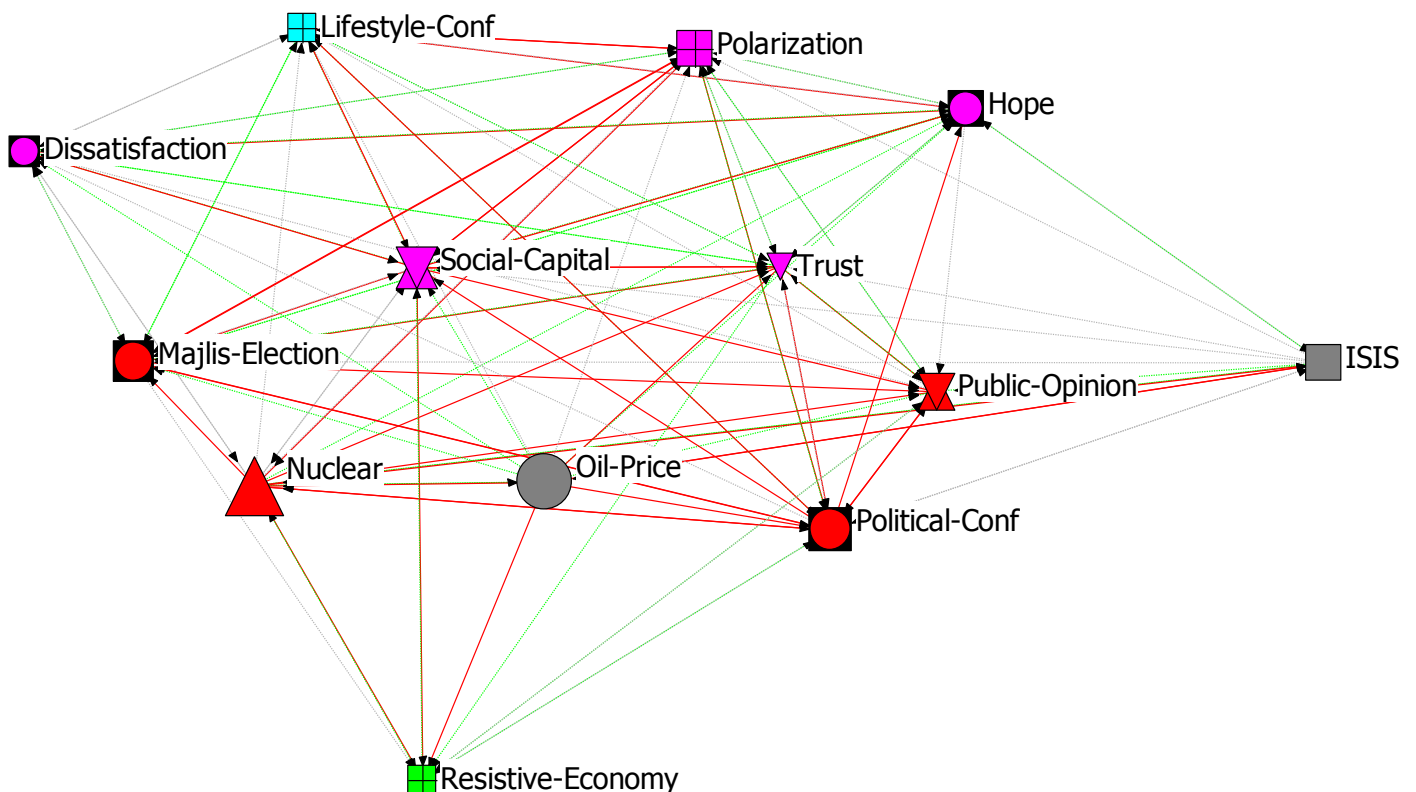 Lifestyle-Conf
Polarization
Hope
Dissatisfaction
Social-Capital
Trust
Majlis-Election
ISIS
Public-Opinion
Nuclear
Oil-Price
Political-Conf
Resistive-Economy